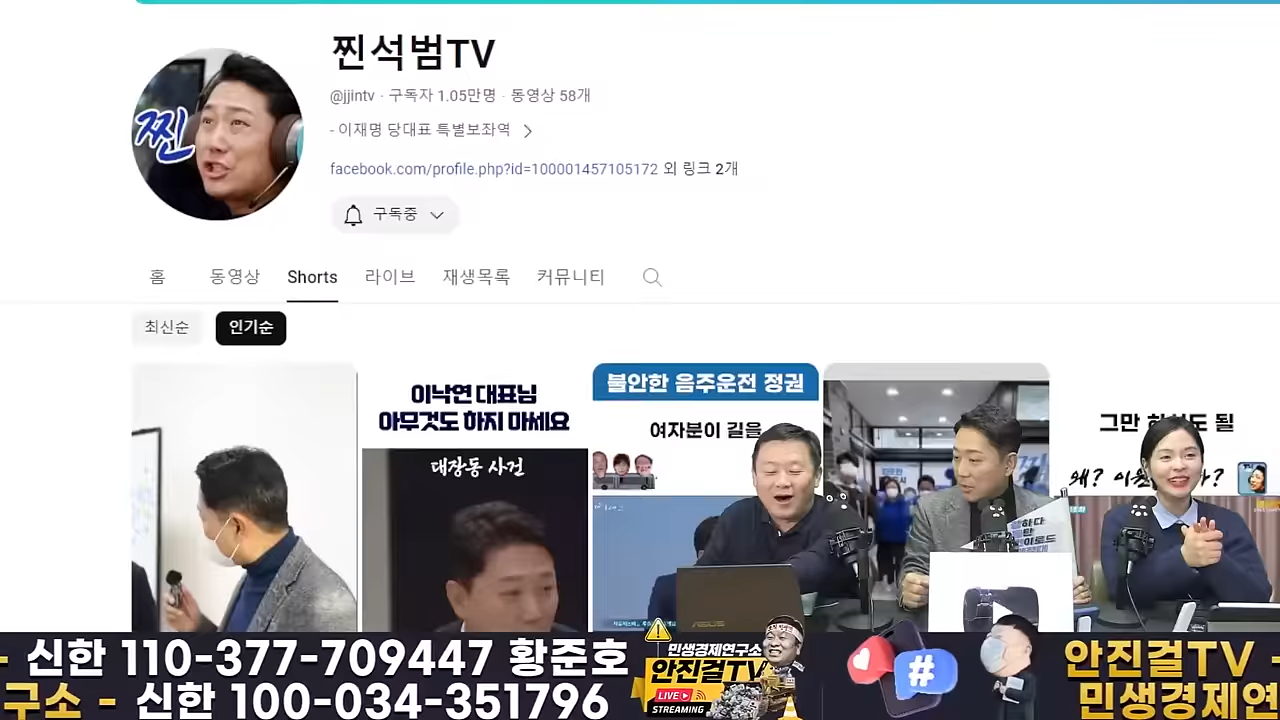 찐석범TV
@jjintv · 구독자 1.05만명 · 동영상 58개
- 이재명 당대표 특별보좌역
facebook.com/profile.php?id=100001457105172 외 링크 2개
구독중
홈 동영상 Shorts 라이브 재생목록 커뮤니티
최신순 인기순
찐
이낙연 대표님
아무것도 하지 마세요
대장동 사건
불안한 음주운전 정권
여자분이 길을
그만 도 될
왜?
ASUS
- 신한 110-377-709447 황준호
구소 - 신한 100-034-351796
민생경제연구소
안진걸TV
LIVE
STREAMING
#
안진걸TV -
민생경제연